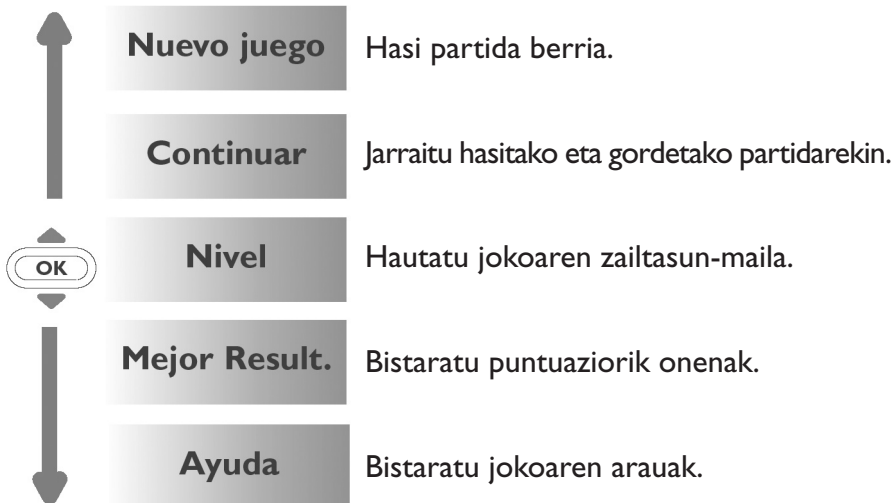 Nuevo juego Hasi partida berria.
Continuar Jarraitu hasitako eta gordetako partidarekin.
OK Nivel Hautatu jokoaren zailtasun-maila.
Mejor Result. Bistaratu puntuaziorik onenak.
Ayuda Bistaratu jokoaren arauak.